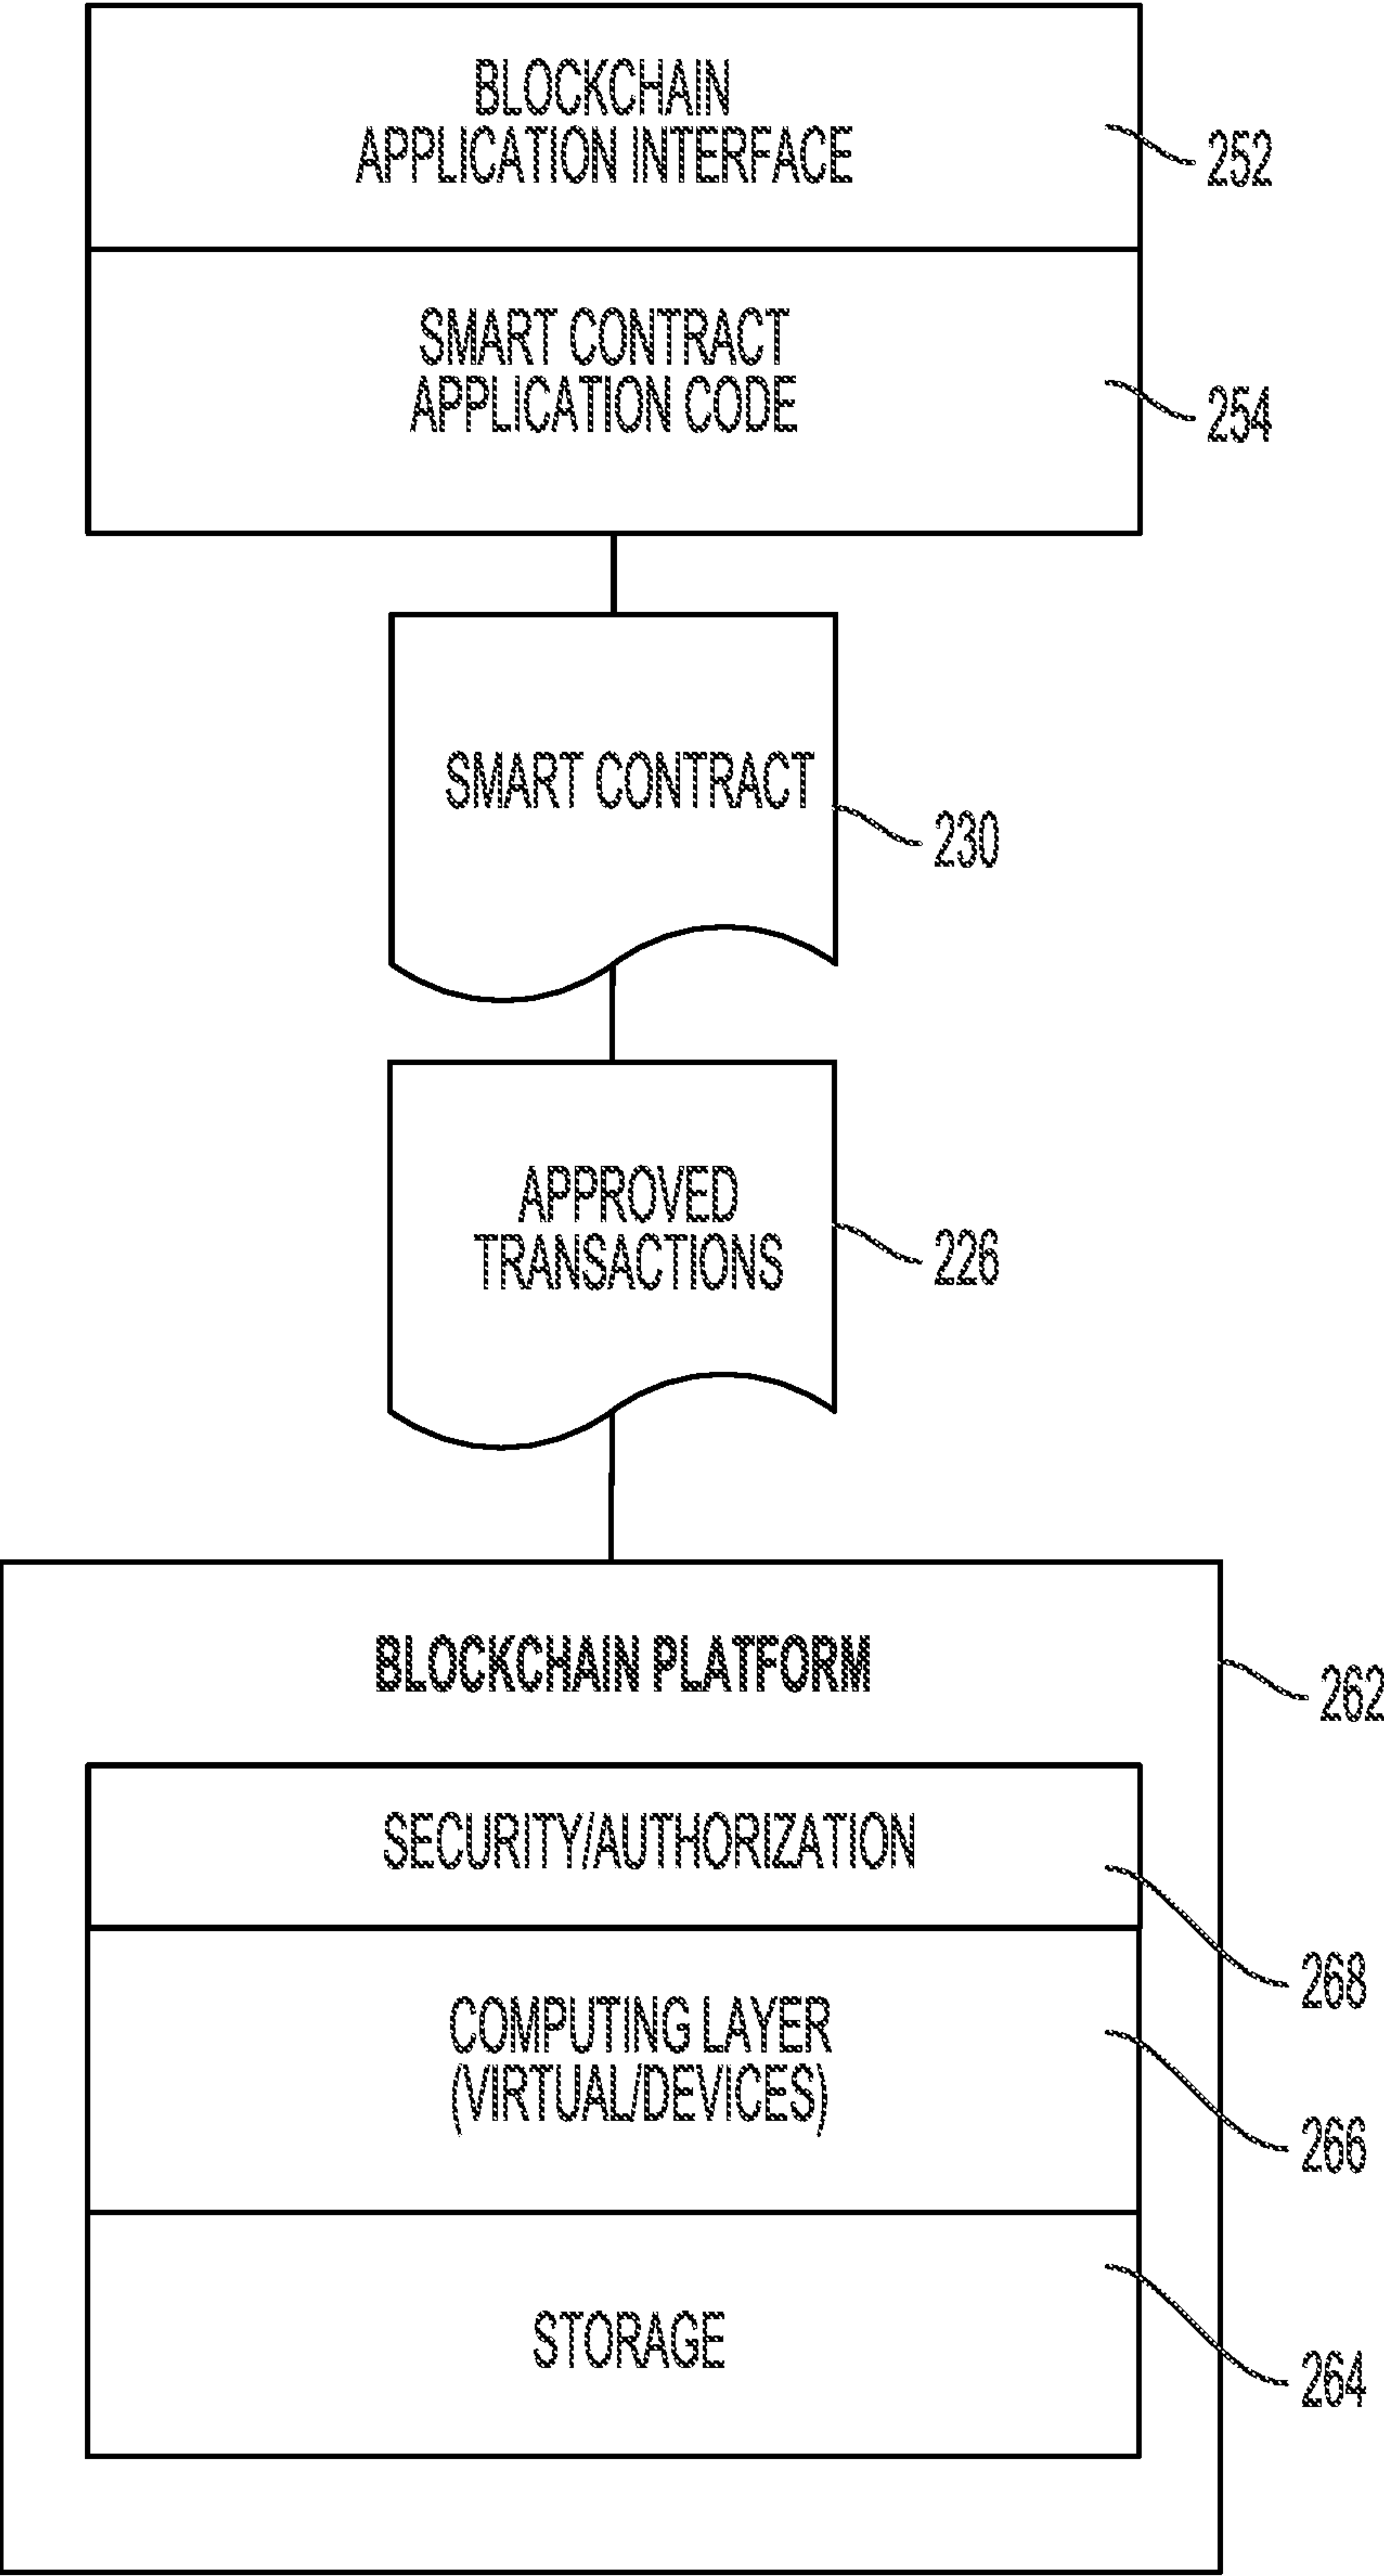 BLOCKCHAIN
APPLICATION INTERFACE
252
SMART CONTRACT
APPLICATION CODE
254
SMART CONTRACT
230
APPROVED
TRANSACTIONS
226
BLOCKCHAIN PLATFORM
262
SECURITY/AUTHORIZATION
268
COMPUTING LAYER
(VIRTUAL/DEVICES)
266
STORAGE
264